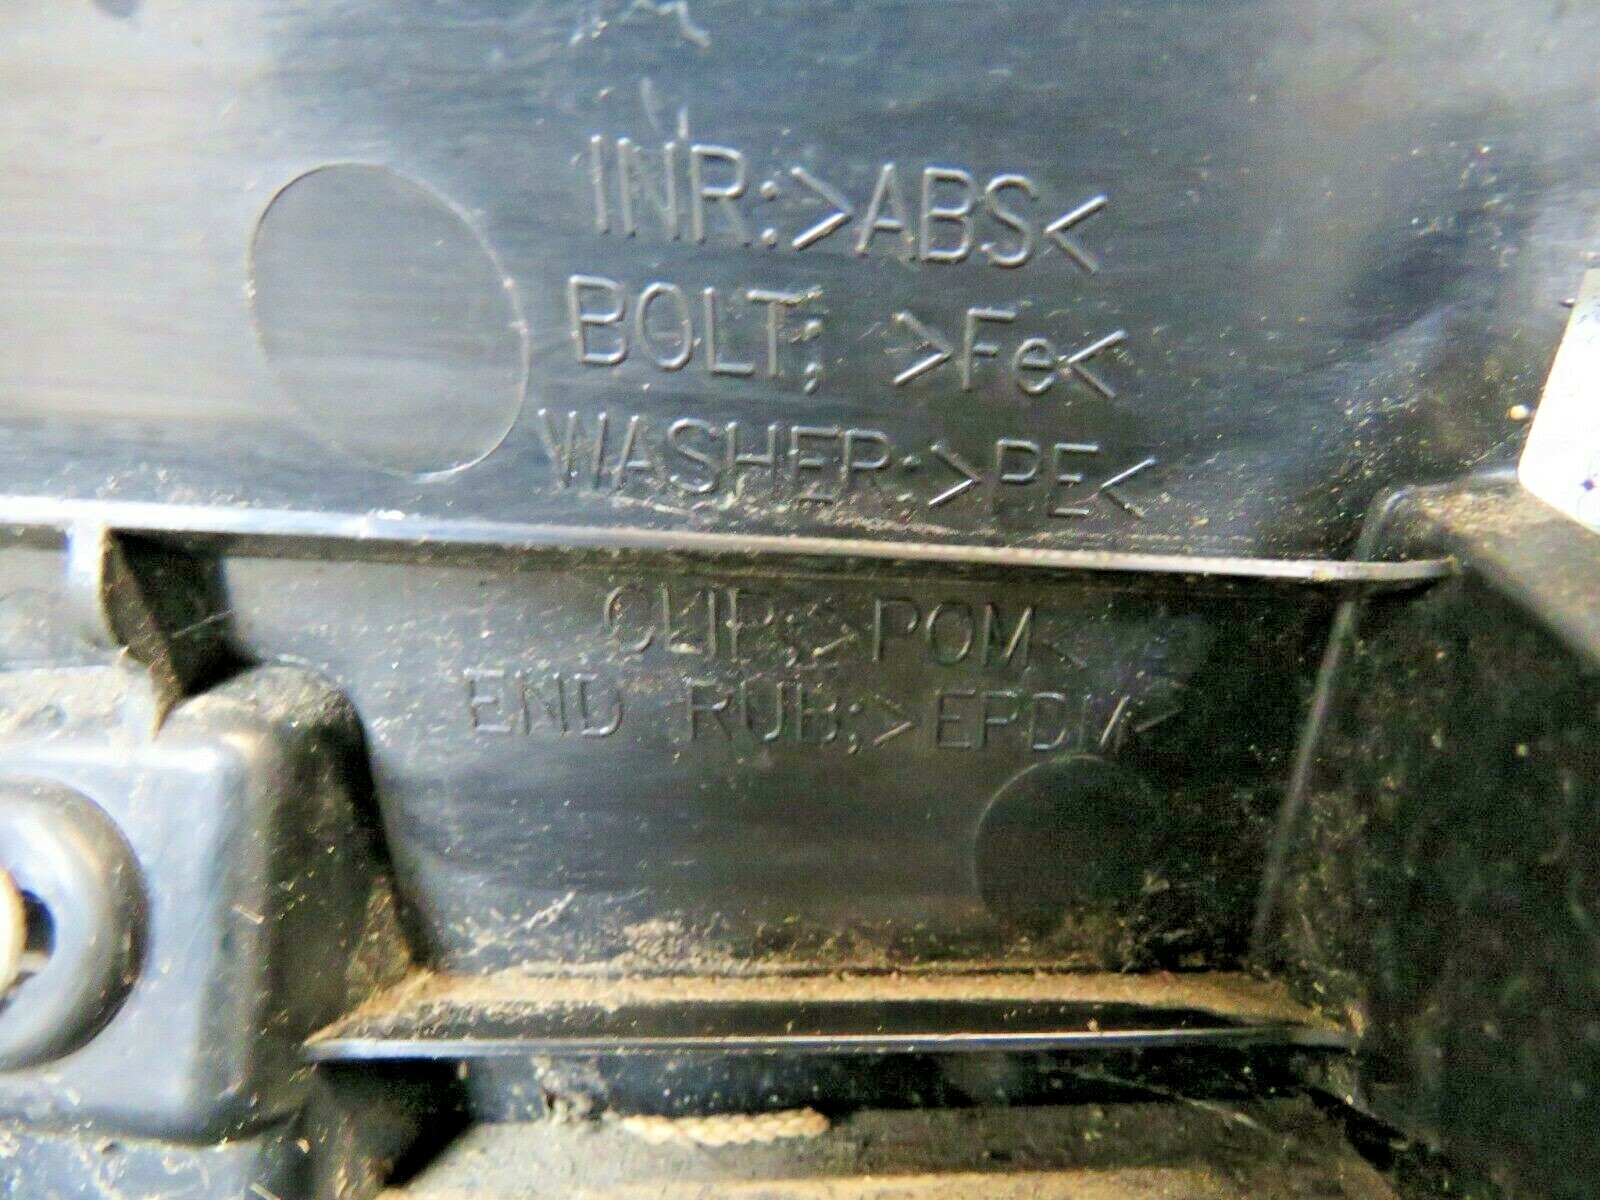 INR:>ABS<
BOLT; >Fe<
WASHER:>PE<
CLIP;>POM<
END RUB;>EPDM<